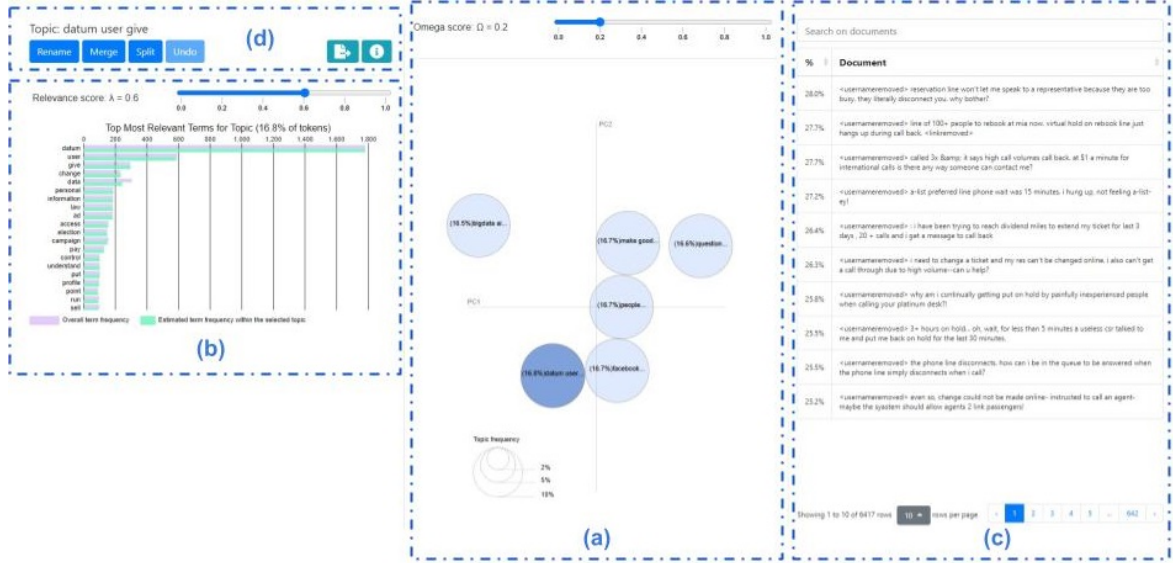 Topic: datum user give
Rename Merge Split Undo
(d)
Relevance score: λ = 0.6
0.0 0.2 0.4 0.6 0.8 1.0
Top Most Relevant Terms for Topic (16.8% of tokens)
0 200 400 600 800 1,000 1,200 1,400 1,600 1,800
datum
user
give
change
data
personal
information
law
ad
access
election
campaign
pay
control
understand
put
profile
point
run
sell
Overall term frequency Estimated term frequency within the selected topic
(b)
Omega score: Ω = 0.2
0.0 0.2 0.4 0.6 0.8 1.0
PC2
(16.5%)bigdata ai...
(16.7%)make good...
(16.6%)question...
PC1
(16.7%)people...
(16.8%)datum user...
(16.7%)facebook...
Topic frequency
2%
5%
10%
(a)
Search on documents
% Document
28.0% <usernameremoved> reservation line won't let me speak to a representative because they are too
busy. they literally disconnect you. why bother?
27.7% <usernameremoved> line of 100+ people to rebook at mia now. virtual hold on rebook line just
hangs up during call back. <linkremoved>
27.7% <usernameremoved> called 3x &amp; it says high call volumes call back. at $1 a minute for
international calls is there any way someone can contact me?
27.2% <usernameremoved> a-list preferred line phone wait was 15 minutes. i hung up. not feeling a-list-
ey!
26.4% <usernameremoved> : i have been trying to reach dividend miles to extend my ticket for last 3
days , 20 + calls and i get a message to call back
26.3% <usernameremoved> i need to change a ticket and my res can't be changed online. i also can't get
a call through due to high volume--can u help?
25.8% <usernameremoved> why am i continually getting put on hold by painfully inexperienced people
when calling your platinum desk?!
25.5% <usernameremoved> 3+ hours on hold.. oh, wait, for less than 5 minutes a useless csr talked to
me and put me back on hold for the last 30 minutes.
25.5% <usernameremoved> the phone line disconnects. how can i be in the queue to be answered when
the phone line simply disconnects when i call?
25.2% <usernameremoved> even so, change could not be made online- instructed to call an agent-
maybe the syastem should allow agents 2 link passengers!
Showing 1 to 10 of 6417 rows 10 rows per page ‹ 1 2 3 4 5 ... 642 ›
(c)